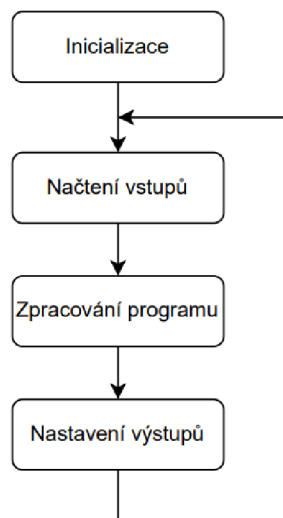 Inicializace
Načtení vstupů
Zpracování programu
Nastavení výstupů